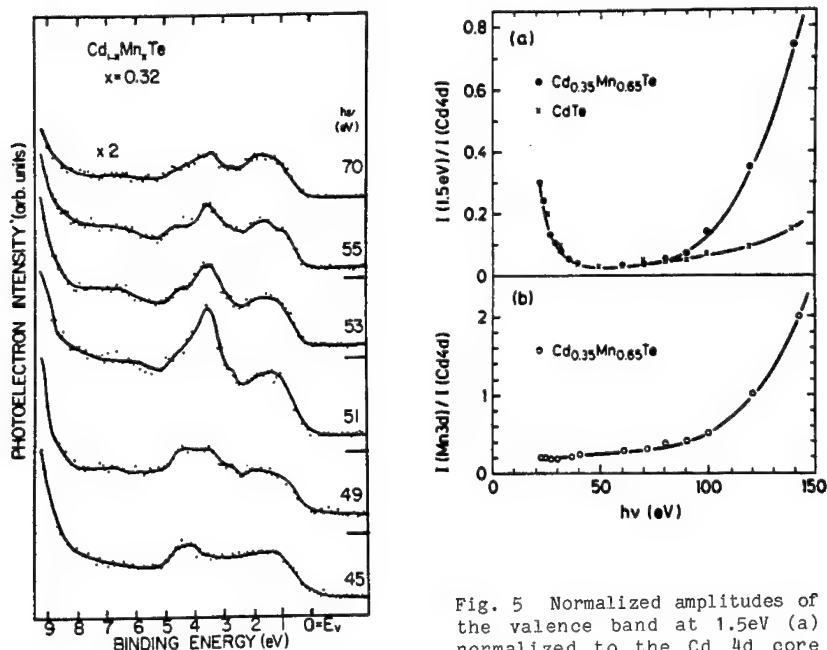 Cd₁₋ₓMnₓTe
x=0.32
hν
(eV)
x 2
70
55
53
51
49
45
PHOTOELECTRON INTENSITY (arb. units)
9 8 7 6 5 4 3 2 1 0=Eᵥ
BINDING ENERGY (eV)
(a)
• Cd₀.₃₅Mn₀.₆₅Te
× CdTe
I (1.5eV)/I (Cd4d)
0.8
0.6
0.4
0.2
0
(b)
○ Cd₀.₃₅Mn₀.₆₅Te
I (Mn3d)/I (Cd4d)
2
1
0
0 50 100 150
hν (eV)
Fig. 5 Normalized amplitudes of
the valence band at 1.5eV (a)
normalized to the Cd 4d core